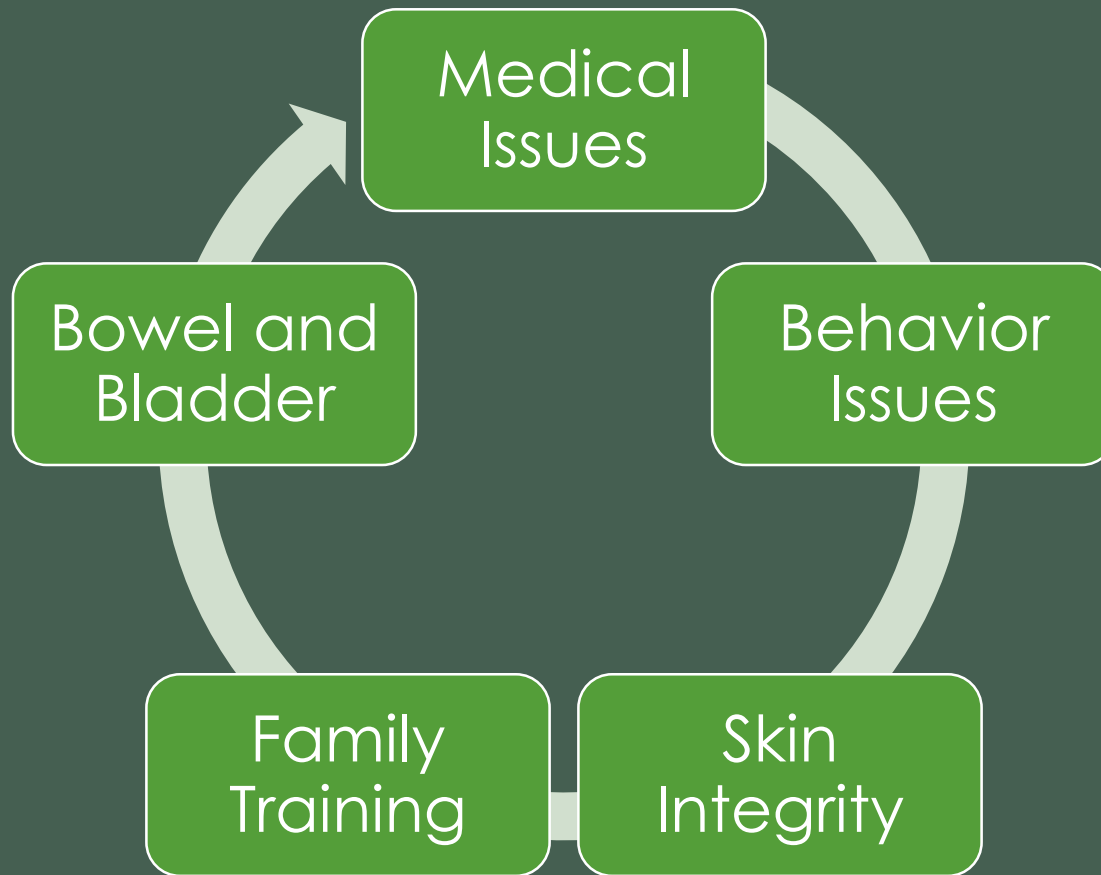 Medical
Issues
Behavior
Issues
Skin
Integrity
Family
Training
Bowel and
Bladder